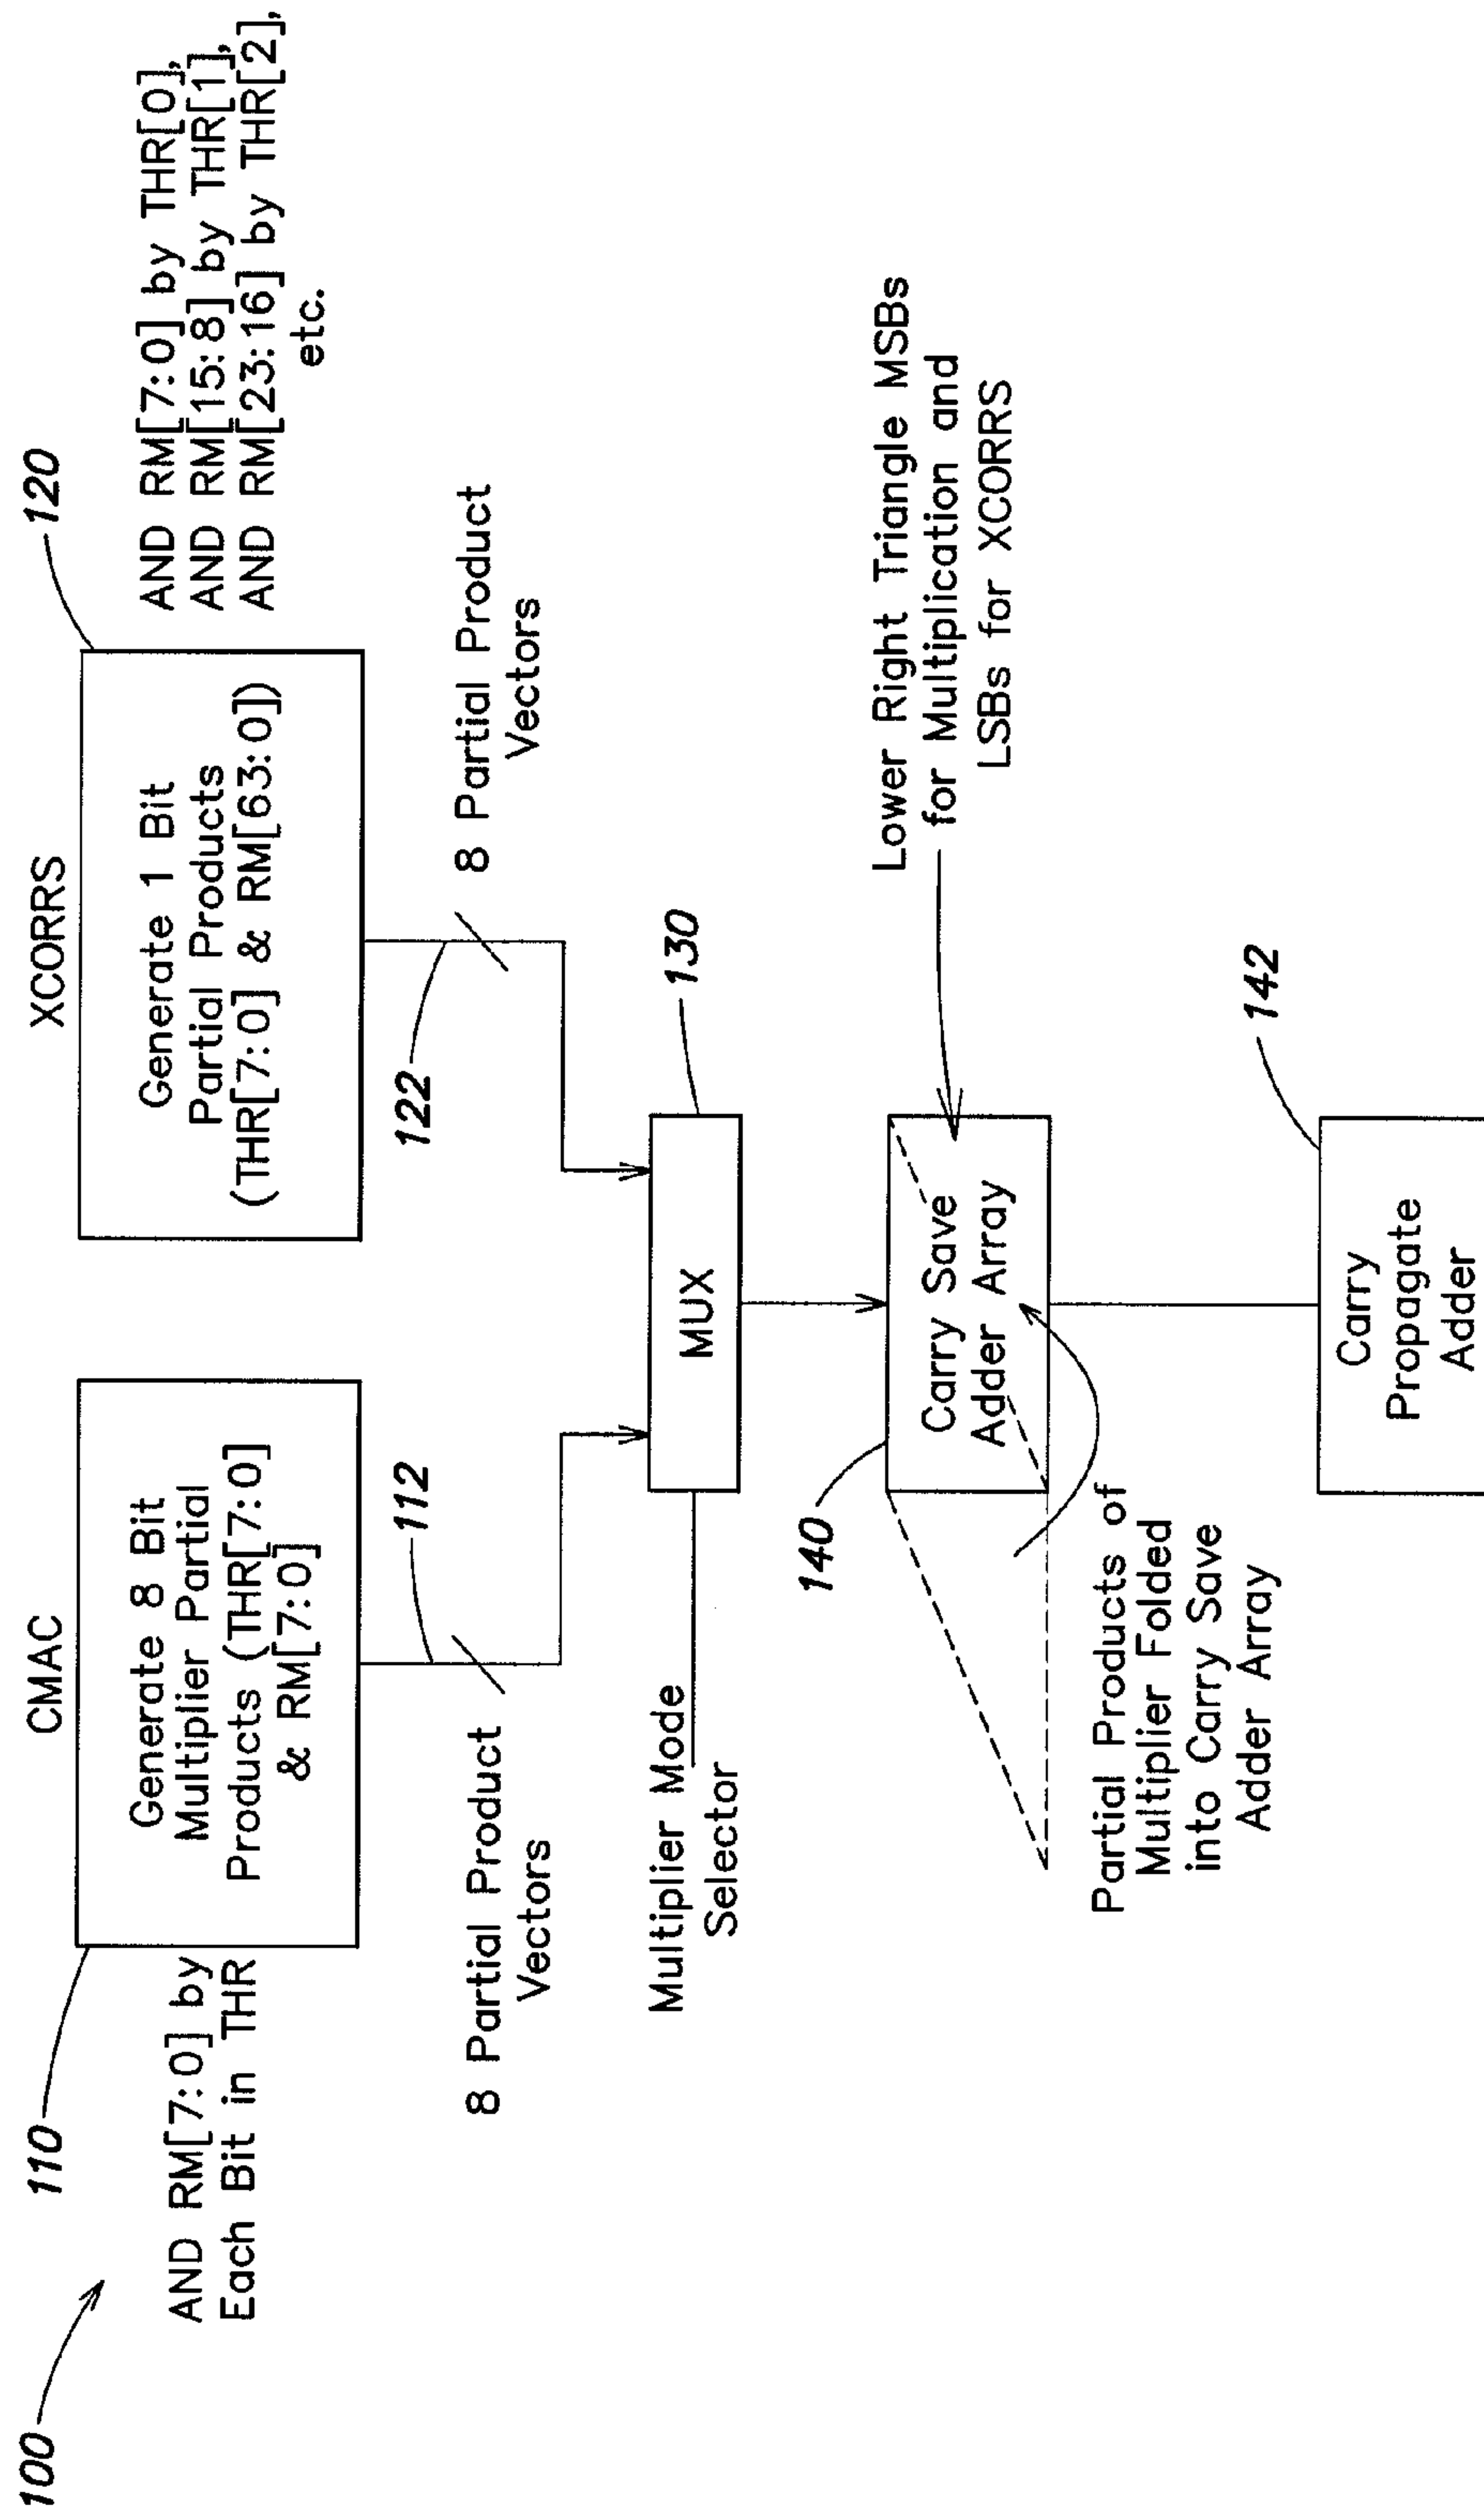 100
110
CMAC
XCORRS
120
AND RM[7:0] by
Each Bit in THR
Generate 8 Bit
Multiplier Partial
Products (THR[7:0]
& RM[7:0]
Generate 1 Bit
Partial Products
(THR[7:0] & RM[63:0])
AND RM[7:0] by THR[0],
AND RM[15:8] by THR[1],
AND RM[23:16] by THR[2],
etc.
112
122
8 Partial Product
Vectors
8 Partial Product
Vectors
Multiplier Mode
Selector
MUX
130
140
Carry Save
Adder Array
Lower Right Triangle MSBs
for Multiplication and
LSBs for XCORRS
Partial Products of
Multiplier Folded
into Carry Save
Adder Array
142
Carry
Propagate
Adder